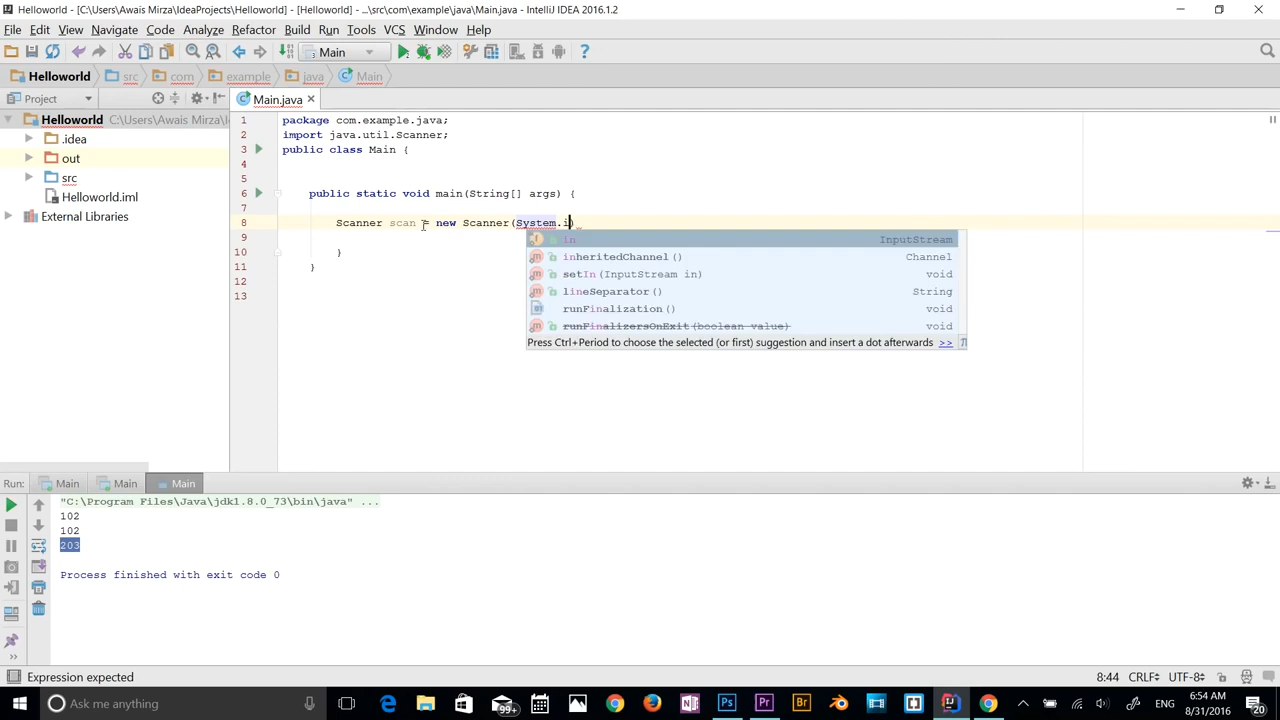 Helloworld - [C:\Users\Awais Mirza\IdeaProjects\Helloworld] - [Helloworld] - ...\src\com\example\java\Main.java - IntelliJ IDEA 2016.1.2
File Edit View Navigate Code Analyze Refactor Build Run Tools VCS Window Help
Main
Helloworld src com example java Main
Project
Main.java
Helloworld C:\Users\Awais Mirza\I
.idea
out
src
Helloworld.iml
External Libraries
1 package com.example.java;
2 import java.util.Scanner;
3 public class Main {
4
5
6 public static void main(String[] args) {
7
8 Scanner scan = new Scanner(System.i)
9
10 }
11 }
12
13
in InputStream
inheritedChannel() Channel
setIn(InputStream in) void
lineSeparator() String
runFinalization() void
runFinalizersOnExit(boolean value) void
Press Ctrl+Period to choose the selected (or first) suggestion and insert a dot afterwards >> π
Run: Main Main Main
"C:\Program Files\Java\jdk1.8.0_73\bin\java" ...
102
102
203
Process finished with exit code 0
Expression expected
8:44 CRLF UTF-8
Ask me anything
99+
Ps Pr Br
6:54 AM
8/31/2016
20